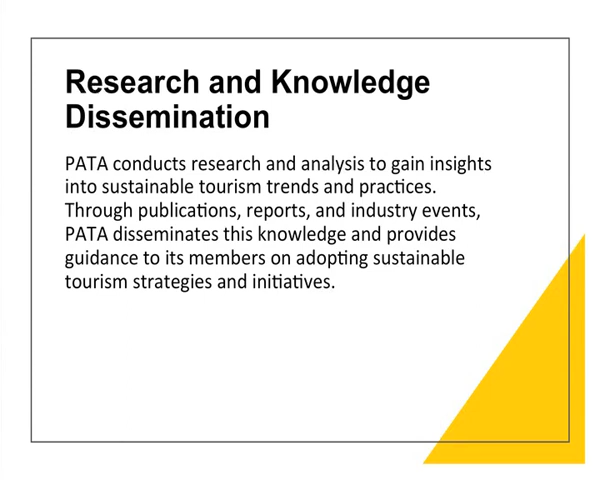 Research and Knowledge
Dissemination
PATA conducts research and analysis to gain insights
into sustainable tourism trends and practices.
Through publications, reports, and industry events,
PATA disseminates this knowledge and provides
guidance to its members on adopting sustainable
tourism strategies and initiatives.